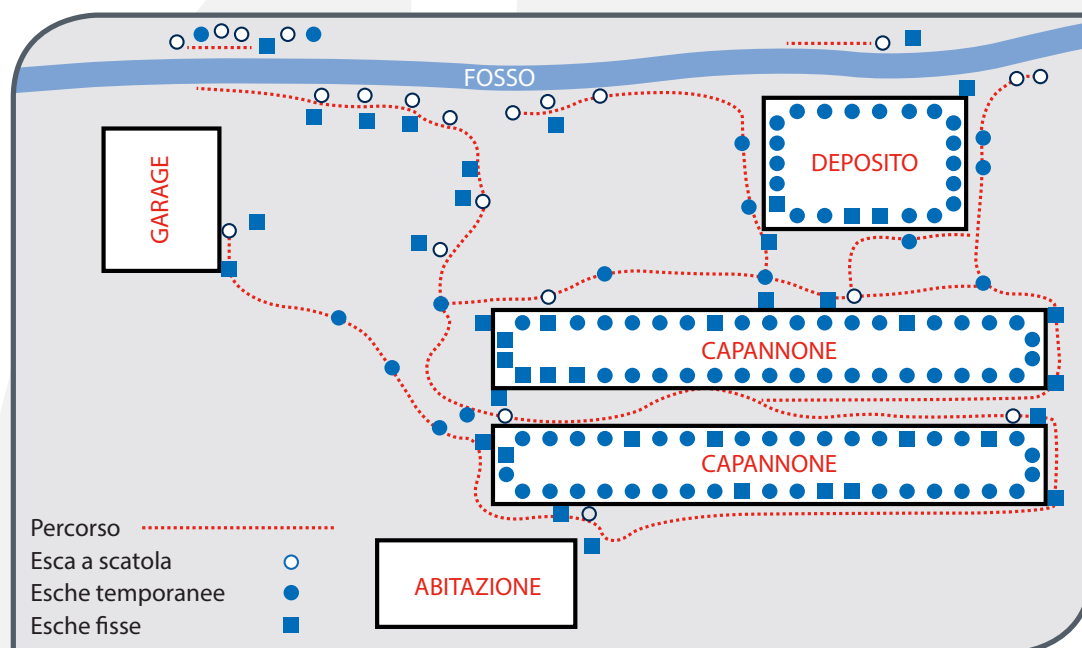 FOSSO
GARAGE
DEPOSITO
CAPANNONE
CAPANNONE
ABITAZIONE
Percorso
Esca a scatola
Esche temporanee
Esche fisse